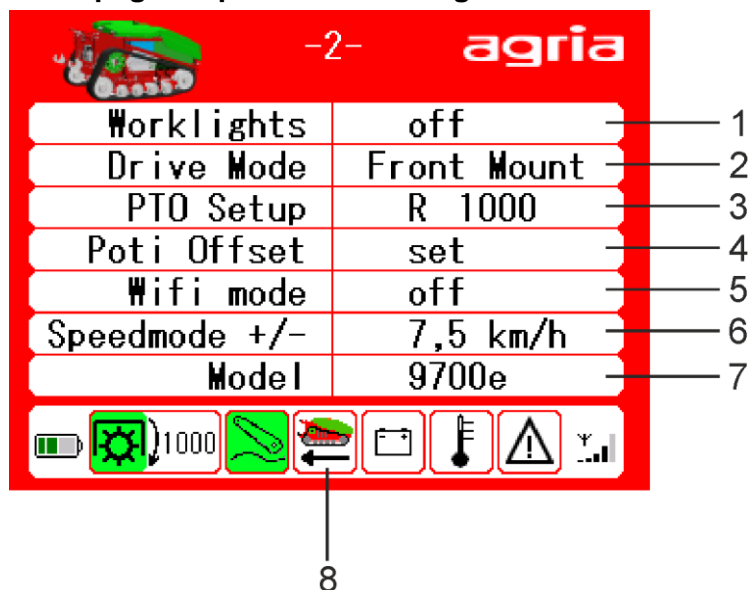 -2- agria
Worklights off 1
Drive Mode Front Mount 2
PTO Setup R 1000 3
Poti Offset set 4
Wifi mode off 5
Speedmode +/- 7,5 km/h 6
Model 9700e 7
1000
8